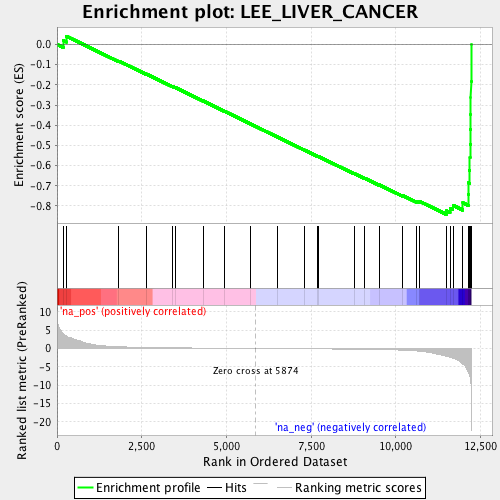 Enrichment plot: LEE_LIVER_CANCER
Enrichment score (ES)
0.0
-0.1
-0.2
-0.3
-0.4
-0.5
-0.6
-0.7
-0.8
'na_pos' (positively correlated)
Ranked list metric (PreRanked)
10
5
0
-5
-10
-15
-20
Zero cross at 5874
'na_neg' (negatively correlated)
0
2,500
5,000
7,500
10,000
12,500
Rank in Ordered Dataset
Enrichment profile
Hits
Ranking metric scores